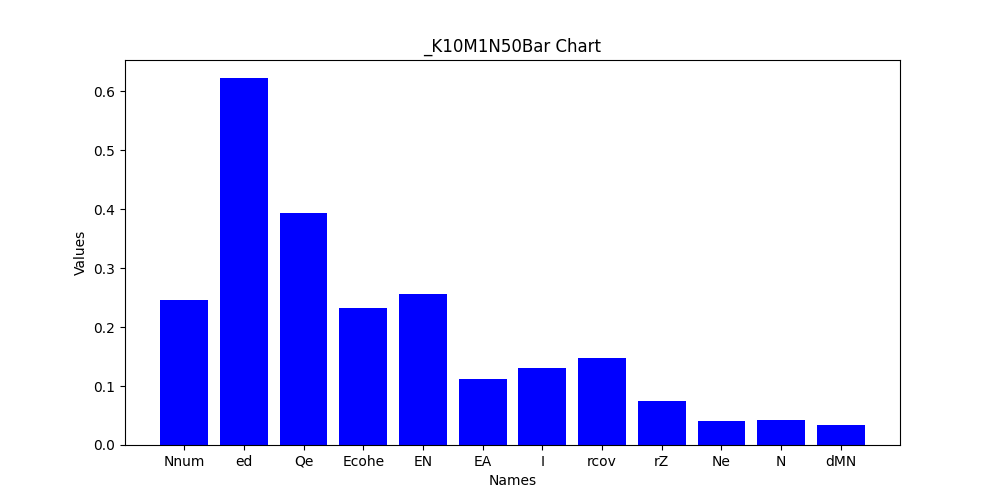 _K10M1N50Bar Chart
Values
0.6
0.5
0.4
0.3
0.2
0.1
0.0
Nnum ed Qe Ecohe EN EA I rcov rZ Ne N dMN
Names